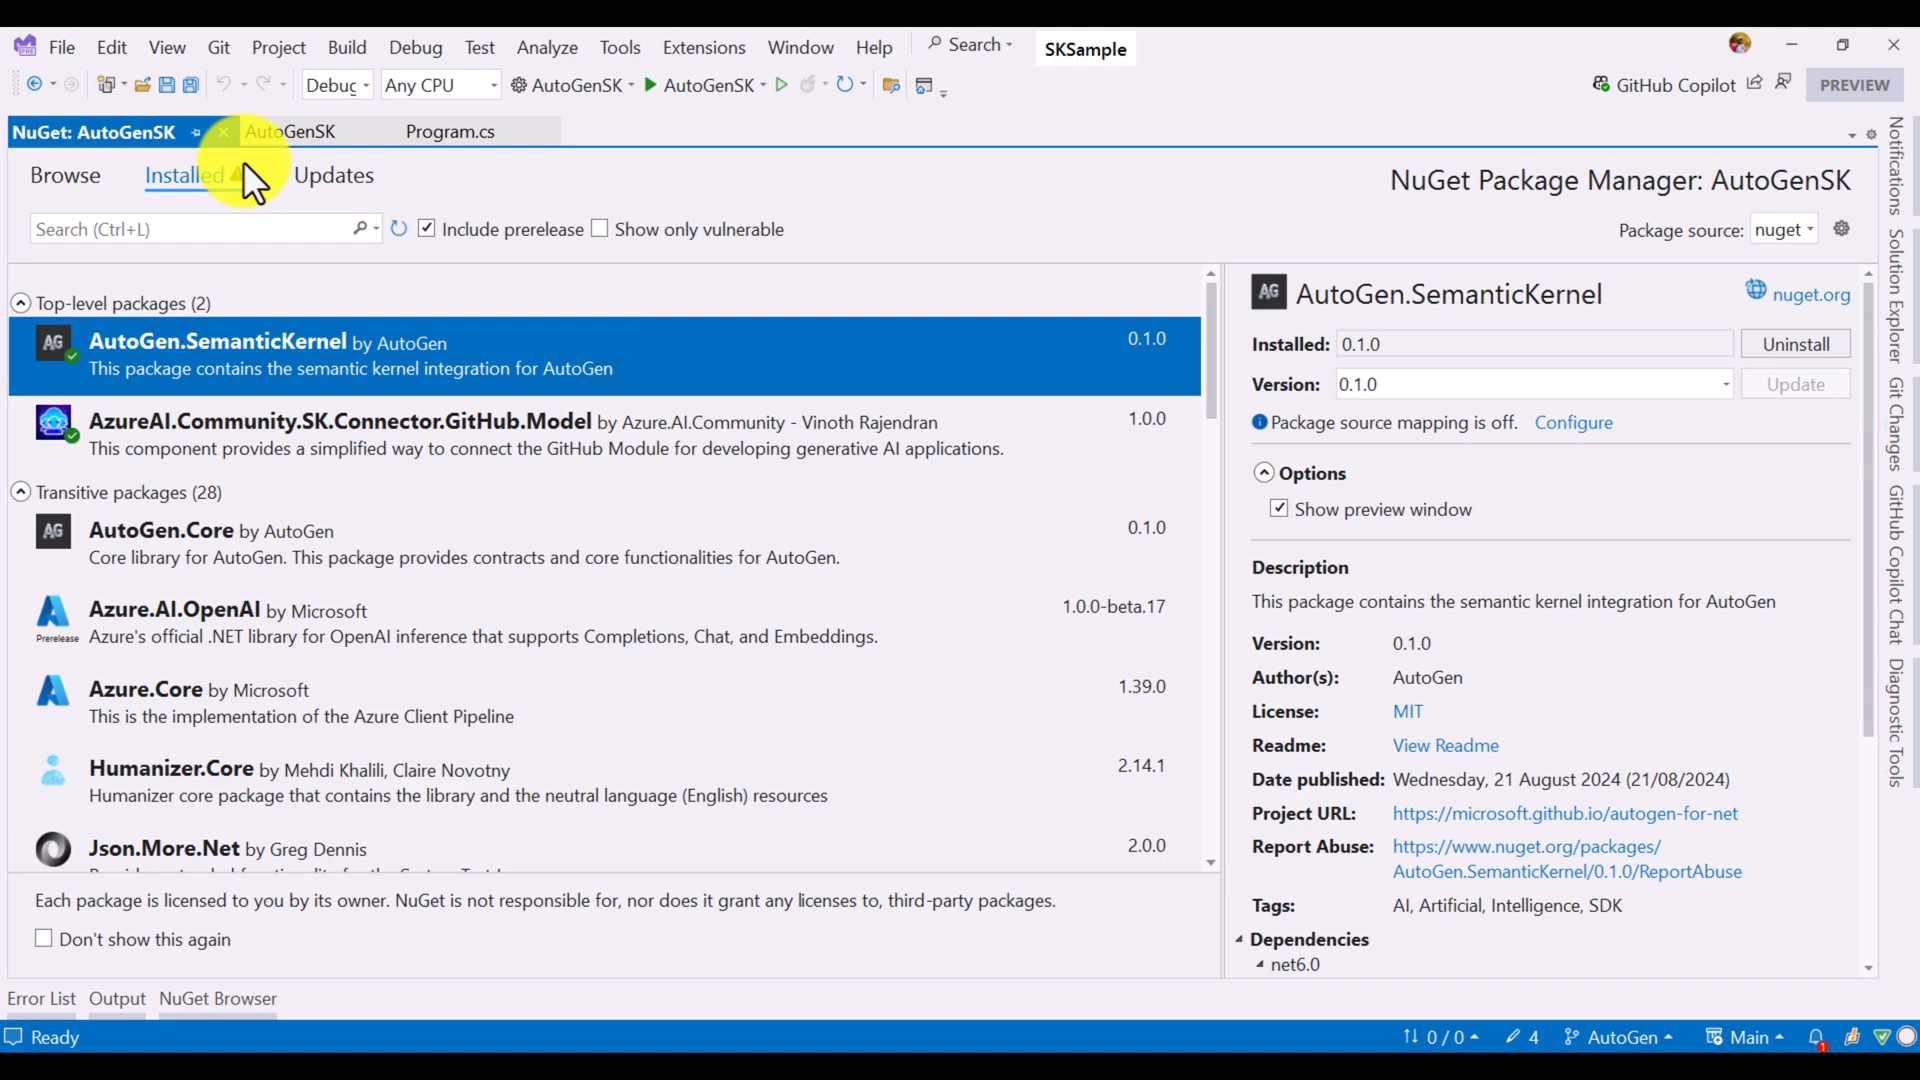 File Edit View Git Project Build Debug Test Analyze Tools Extensions Window Help Search SKSample
Debug Any CPU AutoGenSK AutoGenSK GitHub Copilot PREVIEW
NuGet: AutoGenSK AutoGenSK Program.cs
Browse Installed Updates
NuGet Package Manager: AutoGenSK
Search (Ctrl+L) Include prerelease Show only vulnerable
Package source: nuget
Top-level packages (2)
AG AutoGen.SemanticKernel by AutoGen 0.1.0
This package contains the semantic kernel integration for AutoGen
AzureAI.Community.SK.Connector.GitHub.Model by Azure.AI.Community - Vinoth Rajendran 1.0.0
This component provides a simplified way to connect the GitHub Module for developing generative AI applications.
Transitive packages (28)
AG AutoGen.Core by AutoGen 0.1.0
Core library for AutoGen. This package provides contracts and core functionalities for AutoGen.
Azure.AI.OpenAI by Microsoft 1.0.0-beta.17
Prerelease Azure's official .NET library for OpenAI inference that supports Completions, Chat, and Embeddings.
Azure.Core by Microsoft 1.39.0
This is the implementation of the Azure Client Pipeline
Humanizer.Core by Mehdi Khalili, Claire Novotny 2.14.1
Humanizer core package that contains the library and the neutral language (English) resources
Json.More.Net by Greg Dennis 2.0.0
Each package is licensed to you by its owner. NuGet is not responsible for, nor does it grant any licenses to, third-party packages.
Don't show this again
AG AutoGen.SemanticKernel nuget.org
Installed: 0.1.0 Uninstall
Version: 0.1.0 Update
Package source mapping is off. Configure
Options
Show preview window
Description
This package contains the semantic kernel integration for AutoGen
Version: 0.1.0
Author(s): AutoGen
License: MIT
Readme: View Readme
Date published: Wednesday, 21 August 2024 (21/08/2024)
Project URL: https://microsoft.github.io/autogen-for-net
Report Abuse: https://www.nuget.org/packages/
AutoGen.SemanticKernel/0.1.0/ReportAbuse
Tags: AI, Artificial, Intelligence, SDK
Dependencies
net6.0
Notifications
Solution Explorer
Git Changes
GitHub Copilot Chat
Diagnostic Tools
Error List Output NuGet Browser
Ready 0 / 0 4 AutoGen Main 1